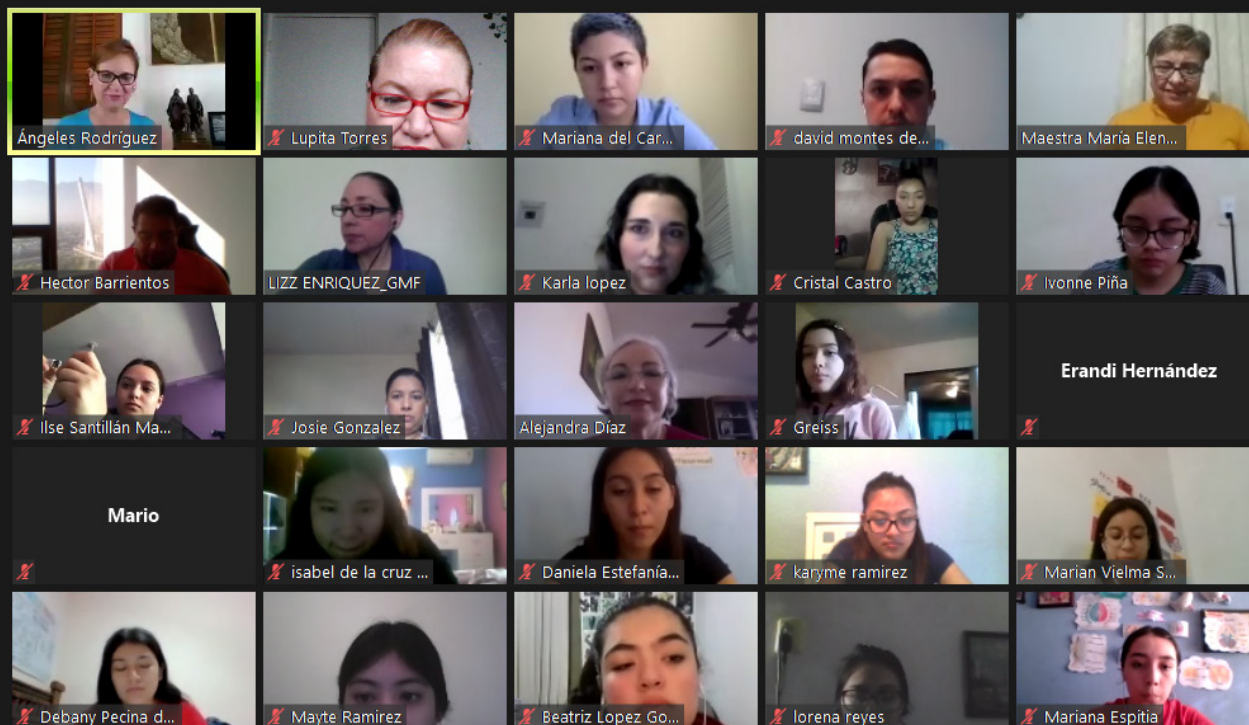 Ángeles Rodríguez
Lupita Torres
Mariana del Car...
david montes de...
Maestra María Elen...
Hector Barrientos
LIZZ ENRIQUEZ_GMF
Karla lopez
Cristal Castro
Ivonne Piña
Ilse Santillán Ma...
Josie Gonzalez
Alejandra Díaz
Greiss
Erandi Hernández
Mario
isabel de la cruz ...
Daniela Estefanía...
karyme ramirez
Marian Vielma S...
Debany Pecina d...
Mayte Ramirez
Beatriz Lopez Go...
lorena reyes
Mariana Espitia